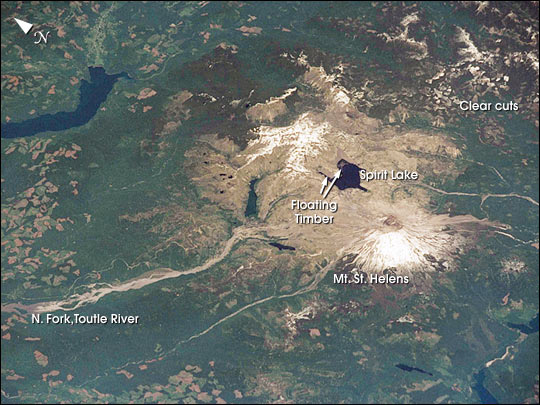 N
Clear cuts
Spirit Lake
Floating
Timber
Mt. St. Helens
N. Fork,Toutle River